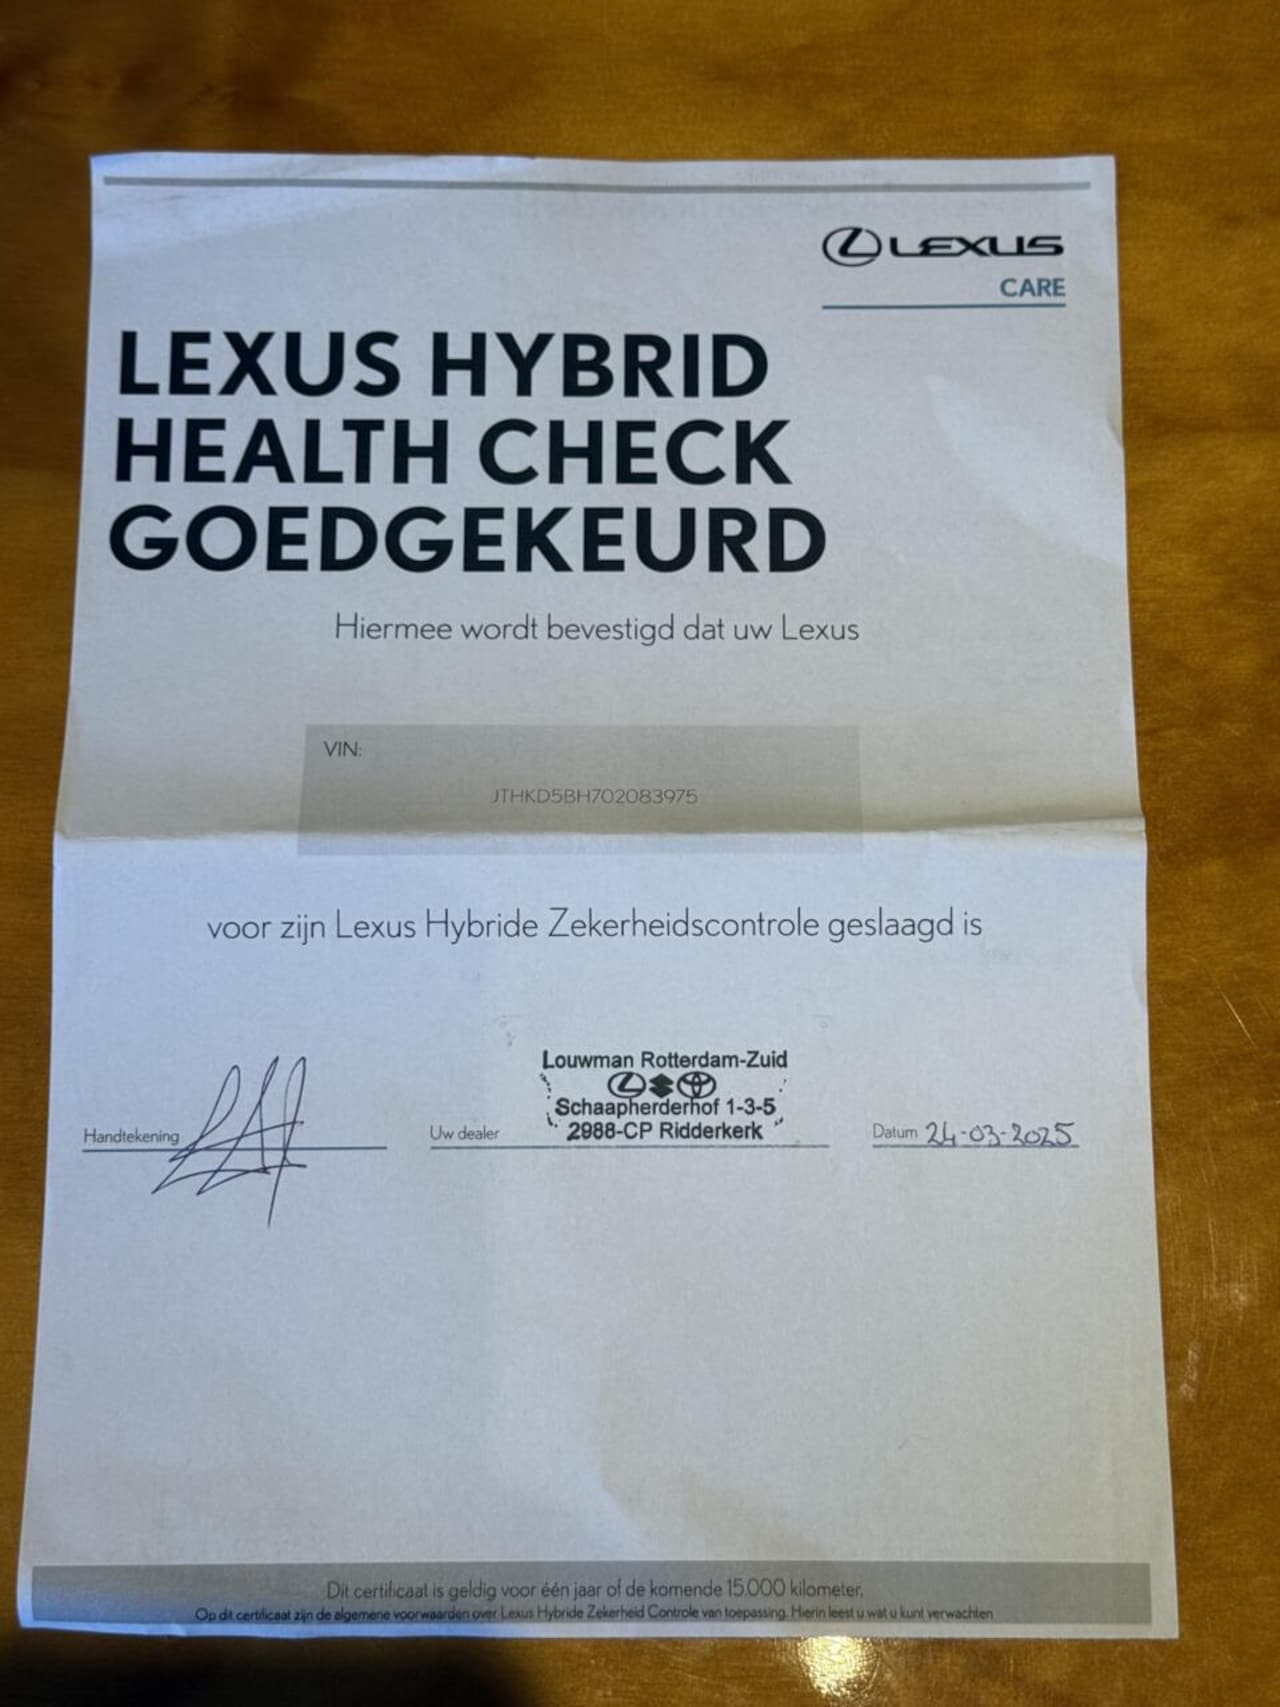 LEXUS
CARE
LEXUS HYBRID
HEALTH CHECK
GOEDGEKEURD
Hiermee wordt bevestigd dat uw Lexus
VIN:
JTHKD5BH702083975
voor zijn Lexus Hybride Zekerheidscontrole geslaagd is
Handtekening
Uw dealer
Louwman Rotterdam-Zuid
Schaapherderhof 1-3-5
2988-CP Ridderkerk
Datum 24-03-2025
Dit certificaat is geldig voor één jaar of de komende 15.000 kilometer.
Op dit certificaat zijn de algemene voorwaarden over Lexus Hybride Zekerheid Controle van toepassing. Hierin leest u wat u kunt verwachten